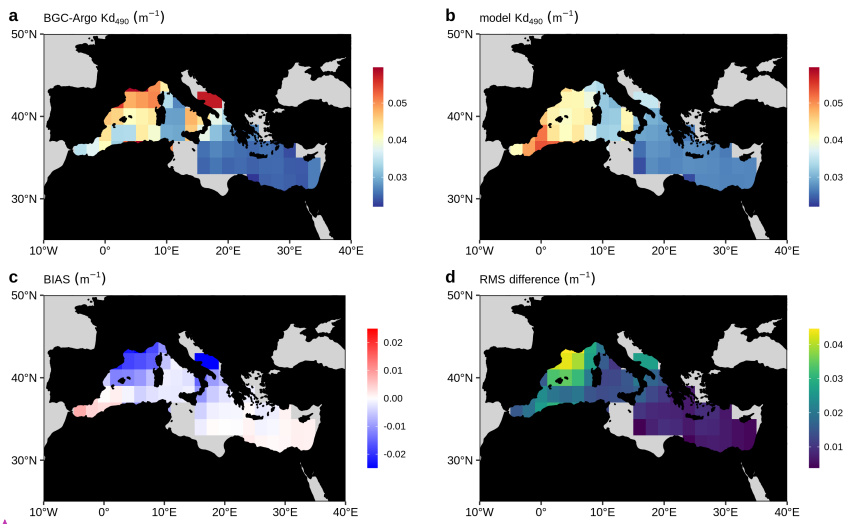 a BGC-Argo Kd490 (m−1)
50°N
40°N
30°N
10°W 0° 10°E 20°E 30°E 40°E
0.05
0.04
0.03
b model Kd490 (m−1)
50°N
40°N
30°N
10°W 0° 10°E 20°E 30°E 40°E
0.05
0.04
0.03
c BIAS (m−1)
50°N
40°N
30°N
10°W 0° 10°E 20°E 30°E 40°E
0.02
0.01
0.00
-0.01
-0.02
d RMS difference (m−1)
50°N
40°N
30°N
10°W 0° 10°E 20°E 30°E 40°E
0.04
0.03
0.02
0.01